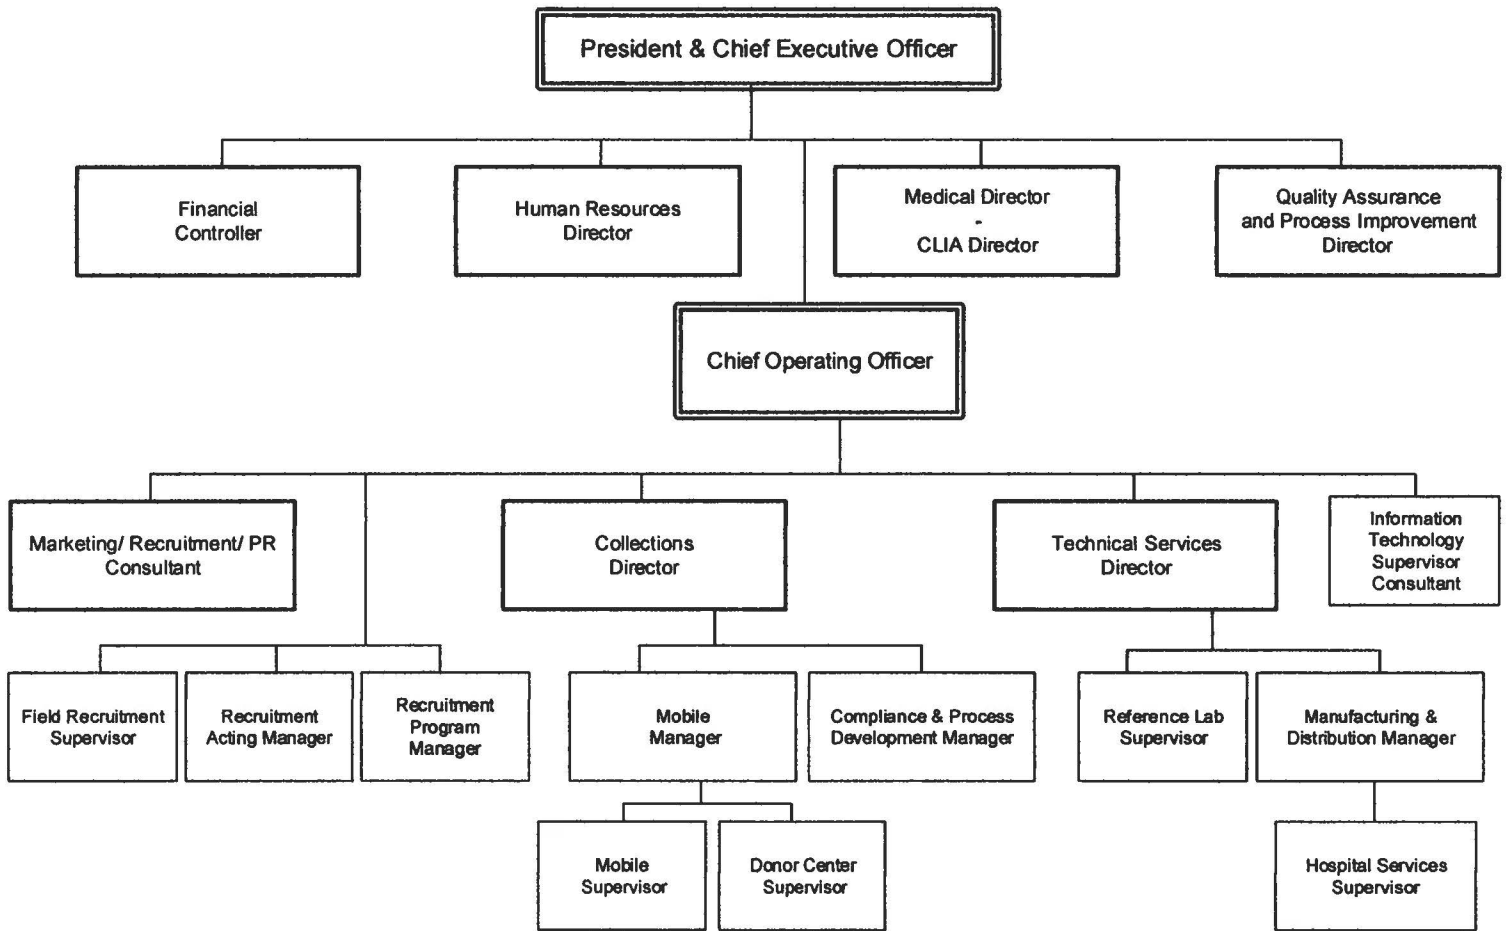 President & Chief Executive Officer
Financial
Controller
Human Resources
Director
Medical Director
-
CLIA Director
Quality Assurance
and Process Improvement
Director
Chief Operating Officer
Marketing/ Recruitment/ PR
Consultant
Collections
Director
Technical Services
Director
Information
Technology
Supervisor
Consultant
Field Recruitment
Supervisor
Recruitment
Acting Manager
Recruitment
Program
Manager
Mobile
Manager
Compliance & Process
Development Manager
Reference Lab
Supervisor
Manufacturing &
Distribution Manager
Mobile
Supervisor
Donor Center
Supervisor
Hospital Services
Supervisor